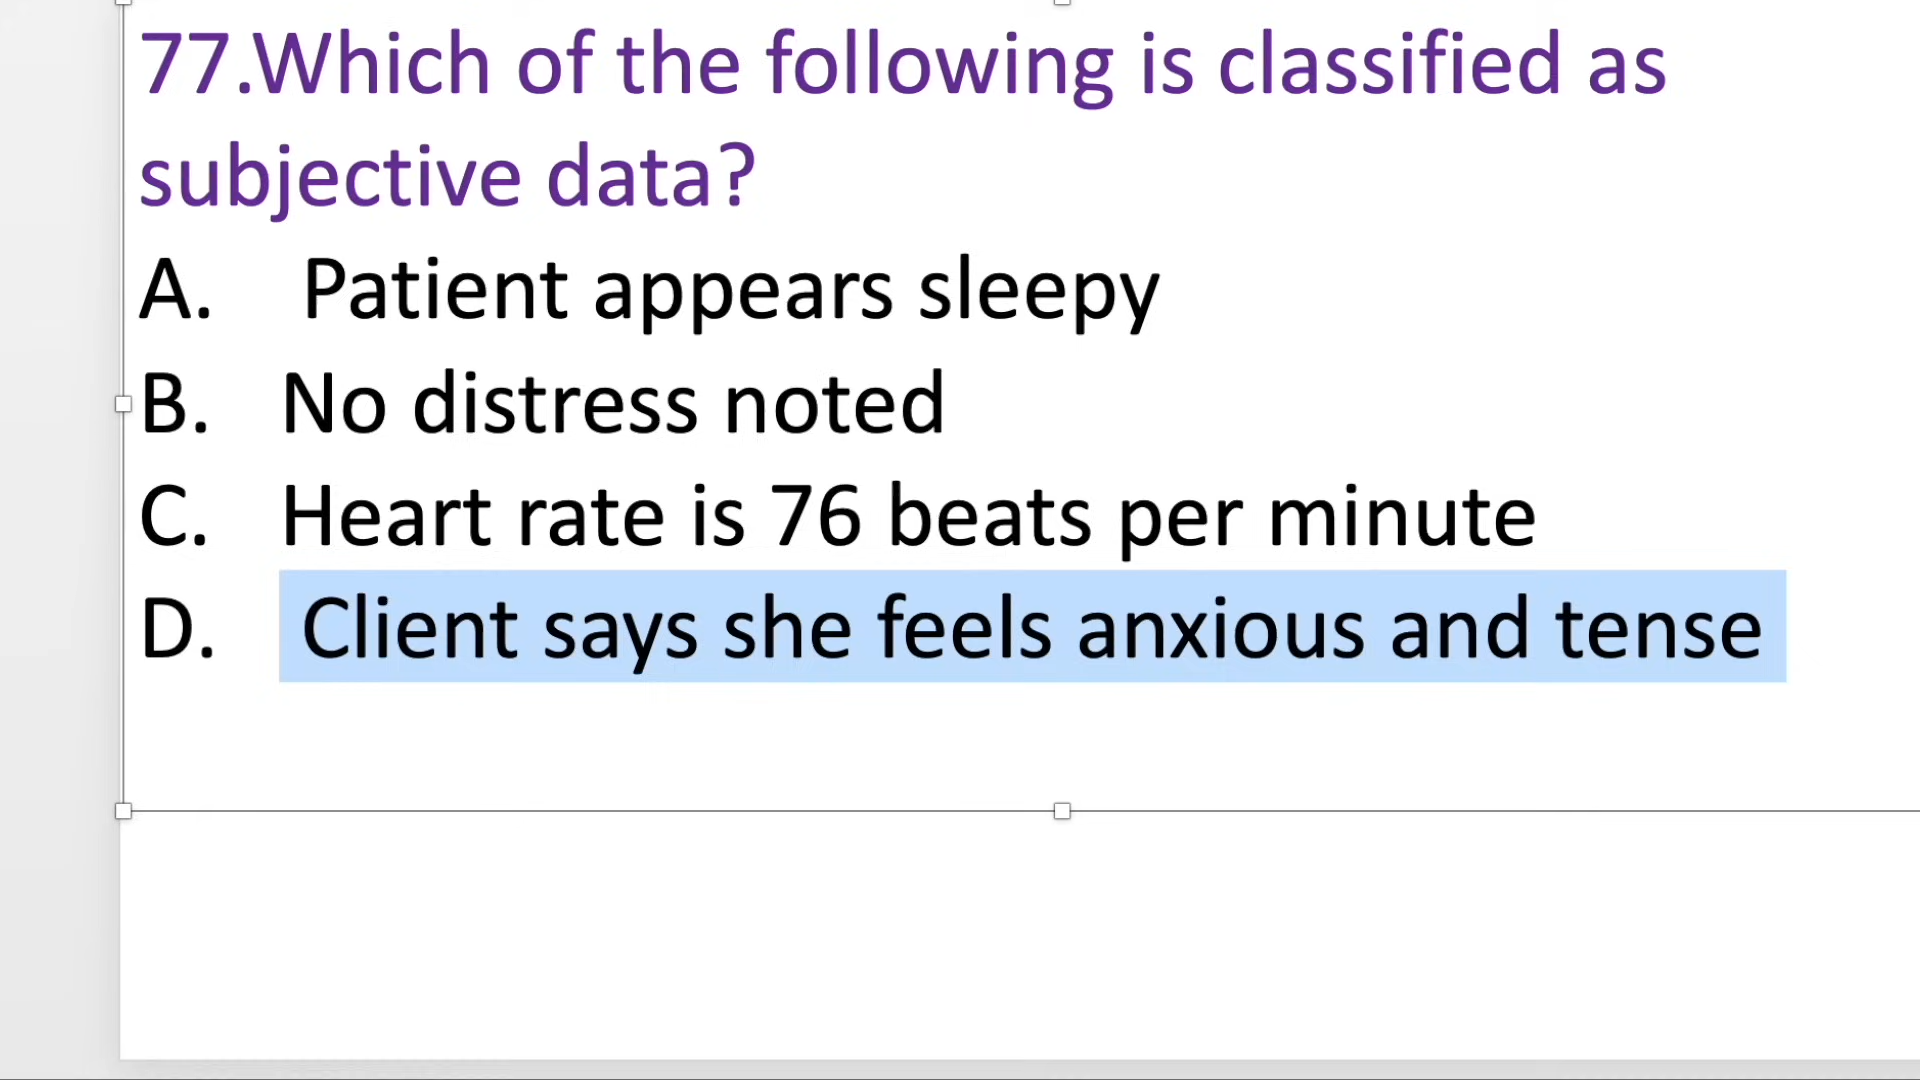 77.Which of the following is classified as
subjective data?
A. Patient appears sleepy
B. No distress noted
C. Heart rate is 76 beats per minute
D. Client says she feels anxious and tense